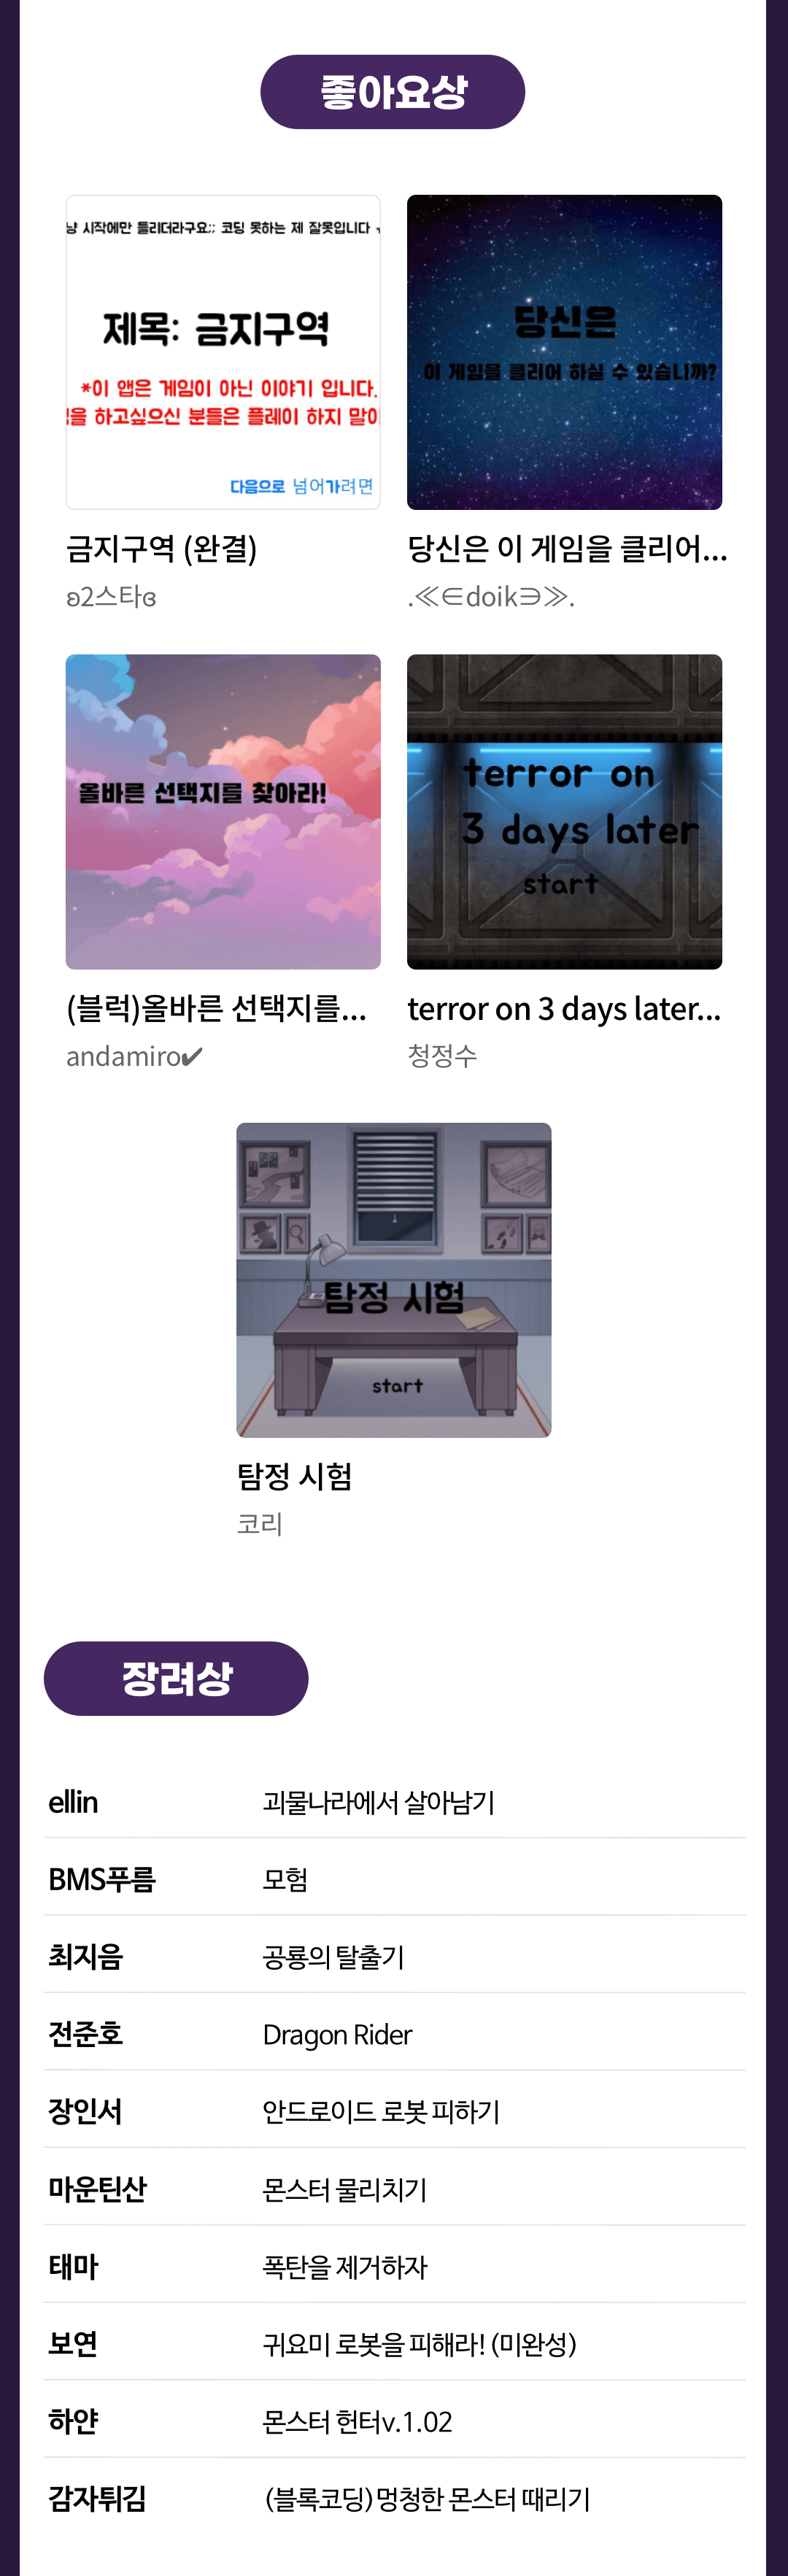 좋아요상
냥 시작에만 틀리더라구요;; 코딩 못하는 제 잘못입니다
제목: 금지구역
*이 앱은 게임이 아닌 이야기 입니다.
을 하고싶으신 분들은 플레이 하지 말아
다음으로 넘어가려면
당신은
이 게임을 클리어 하실 수 있습니까?
금지구역 (완결)
당신은 이 게임을 클리어...
ʚ2스타ɞ
.≪∈doik∋≫.
올바른 선택지를 찾아라!
terror on
3 days later
start
(블럭)올바른 선택지를...
terror on 3 days later...
andamiro✔
청정수
탐정 시험
start
탐정 시험
코리
장려상
ellin 괴물나라에서 살아남기
BMS푸름 모험
최지음 공룡의 탈출기
전준호 Dragon Rider
장인서 안드로이드 로봇 피하기
마운틴산 몬스터 물리치기
태마 폭탄을 제거하자
보연 귀요미 로봇을 피해라! (미완성)
하얀 몬스터 헌터v.1.02
감자튀김 (블록코딩)멍청한 몬스터 때리기